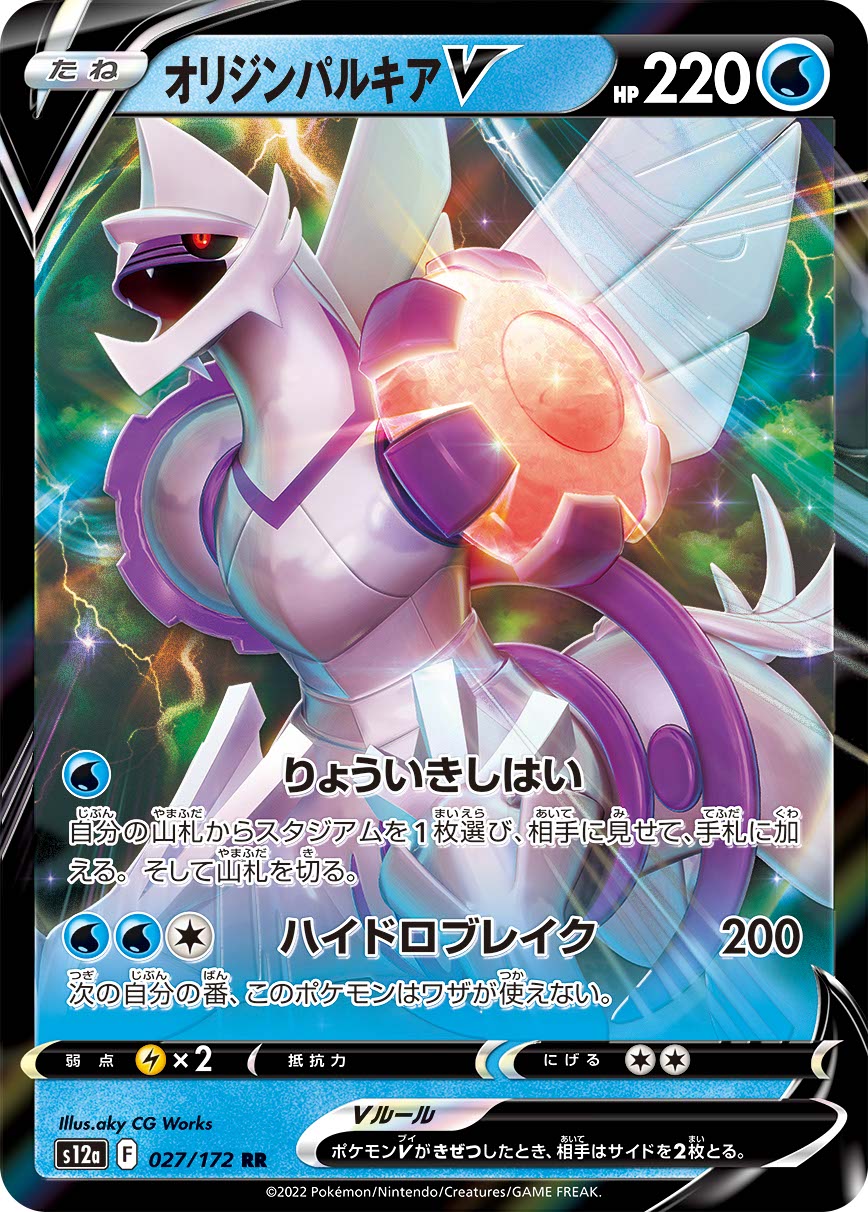 たね オリジンパルキアV HP 220
りょういきしはい
自分の山札からスタジアムを1枚選び、相手に見せて、手札に加
える。そして山札を切る。
ハイドロブレイク 200
次の自分の番、このポケモンはワザが使えない。
弱点 ×2 抵抗力 にげる
Illus.aky CG Works
Vルール
ポケモンVがきぜつしたとき、相手はサイドを2枚とる。
s12a F 027/172 RR
©2022 Pokémon/Nintendo/Creatures/GAME FREAK.